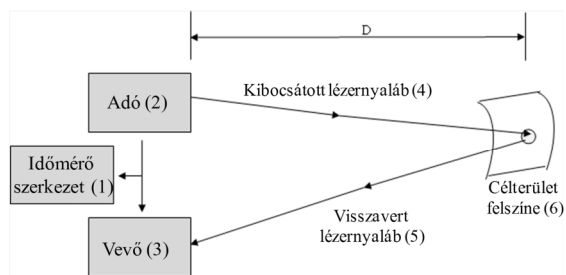 D
Kibocsátott lézernyaláb (4)
Adó (2)
Időmérő
szerkezet (1)
Célterület
felszíne (6)
Visszavert
lézernyaláb (5)
Vevő (3)